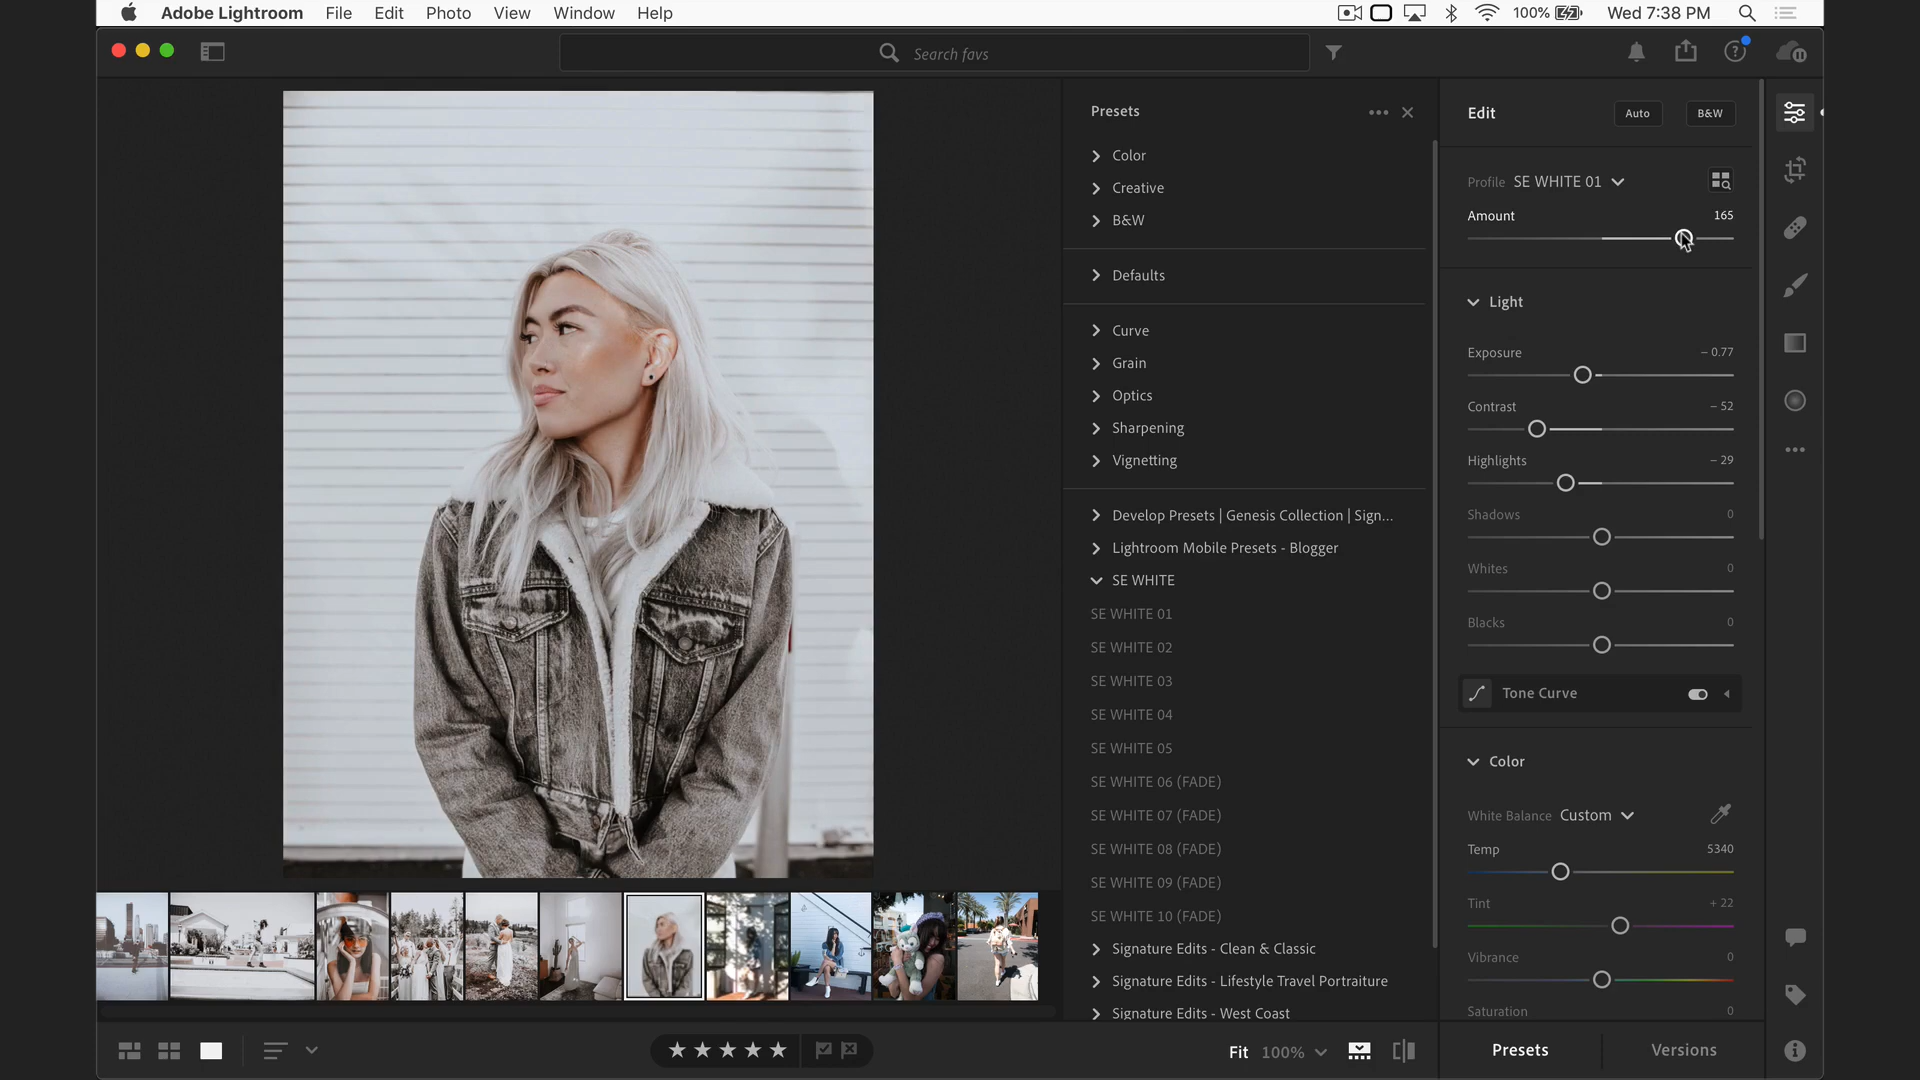 Adobe Lightroom File Edit Photo View Window Help 100% Wed 7:38 PM
Search favs
Presets
Color
Creative
B&W
Defaults
Curve
Grain
Optics
Sharpening
Vignetting
Develop Presets | Genesis Collection | Sign...
Lightroom Mobile Presets - Blogger
SE WHITE
SE WHITE 01
SE WHITE 02
SE WHITE 03
SE WHITE 04
SE WHITE 05
SE WHITE 06 (FADE)
SE WHITE 07 (FADE)
SE WHITE 08 (FADE)
SE WHITE 09 (FADE)
SE WHITE 10 (FADE)
Signature Edits - Clean & Classic
Signature Edits - Lifestyle Travel Portraiture
Signature Edits - West Coast
Edit Auto B&W
Profile SE WHITE 01
Amount 165
Light
Exposure – 0.77
Contrast – 52
Highlights – 29
Shadows 0
Whites 0
Blacks 0
Tone Curve
Color
White Balance Custom
Temp 5340
Tint + 22
Vibrance 0
Saturation 0
Fit 100%
Presets Versions